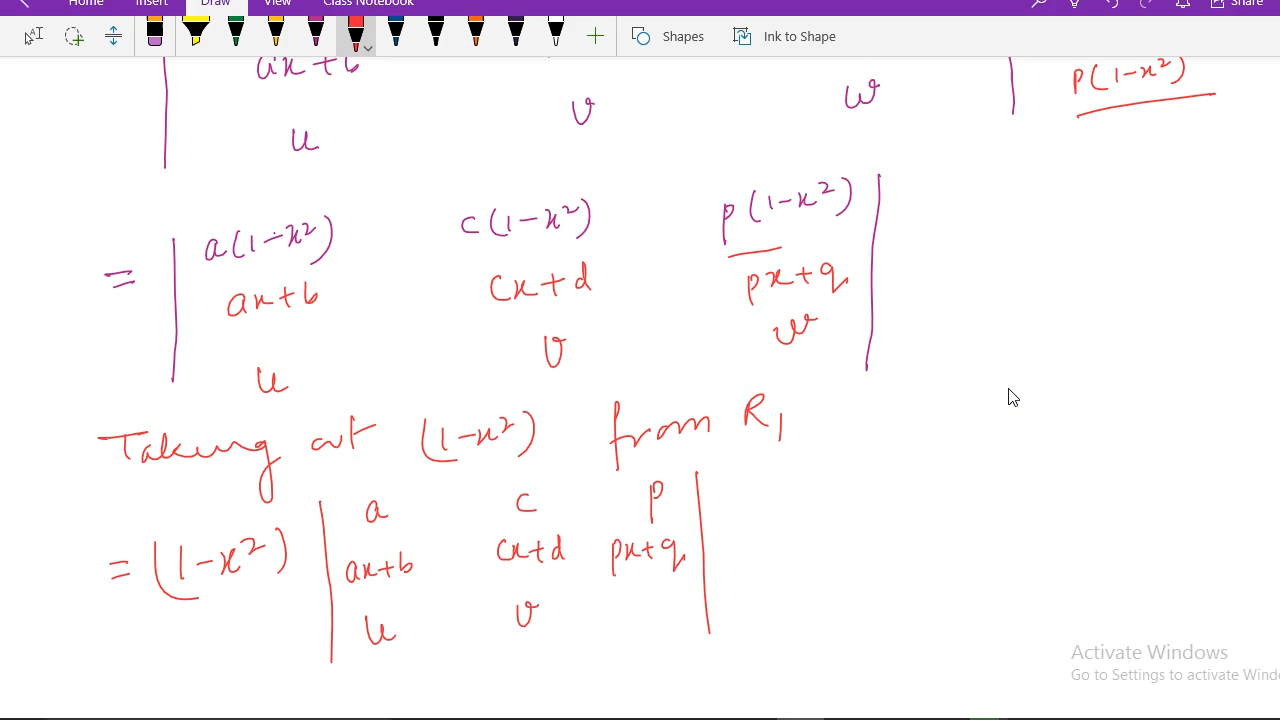 Home Insert Draw View Class Notebook Share
Shapes Ink to Shape
ax+b
P(1-x²)
v w
u
a(1-x²) c(1-x²) p(1-x²)
= ax+b cx+d px+q
u v w
Taking out (1-x²) from R₁
a c p
= (1-x²) ax+b cx+d px+q
u v
Activate Windows
Go to Settings to activate Wind